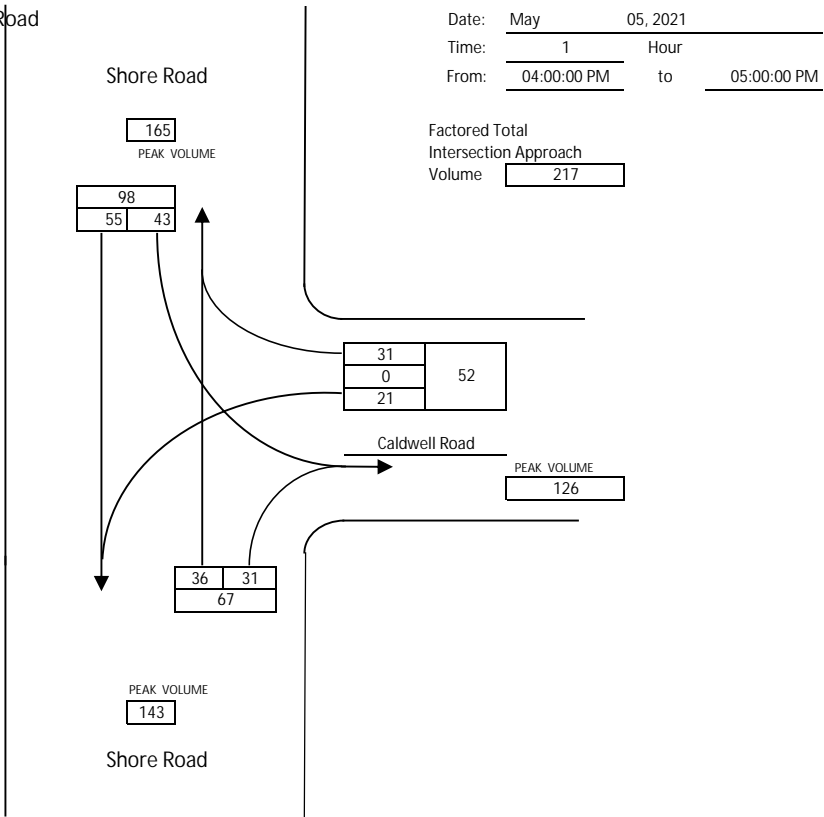 Road
Date: May 05, 2021
Time: 1 Hour
From: 04:00:00 PM to 05:00:00 PM
Shore Road
165
PEAK VOLUME
Factored Total
Intersection Approach
Volume 217
98
55 43
31
0 52
21
Caldwell Road
PEAK VOLUME
126
36 31
67
PEAK VOLUME
143
Shore Road